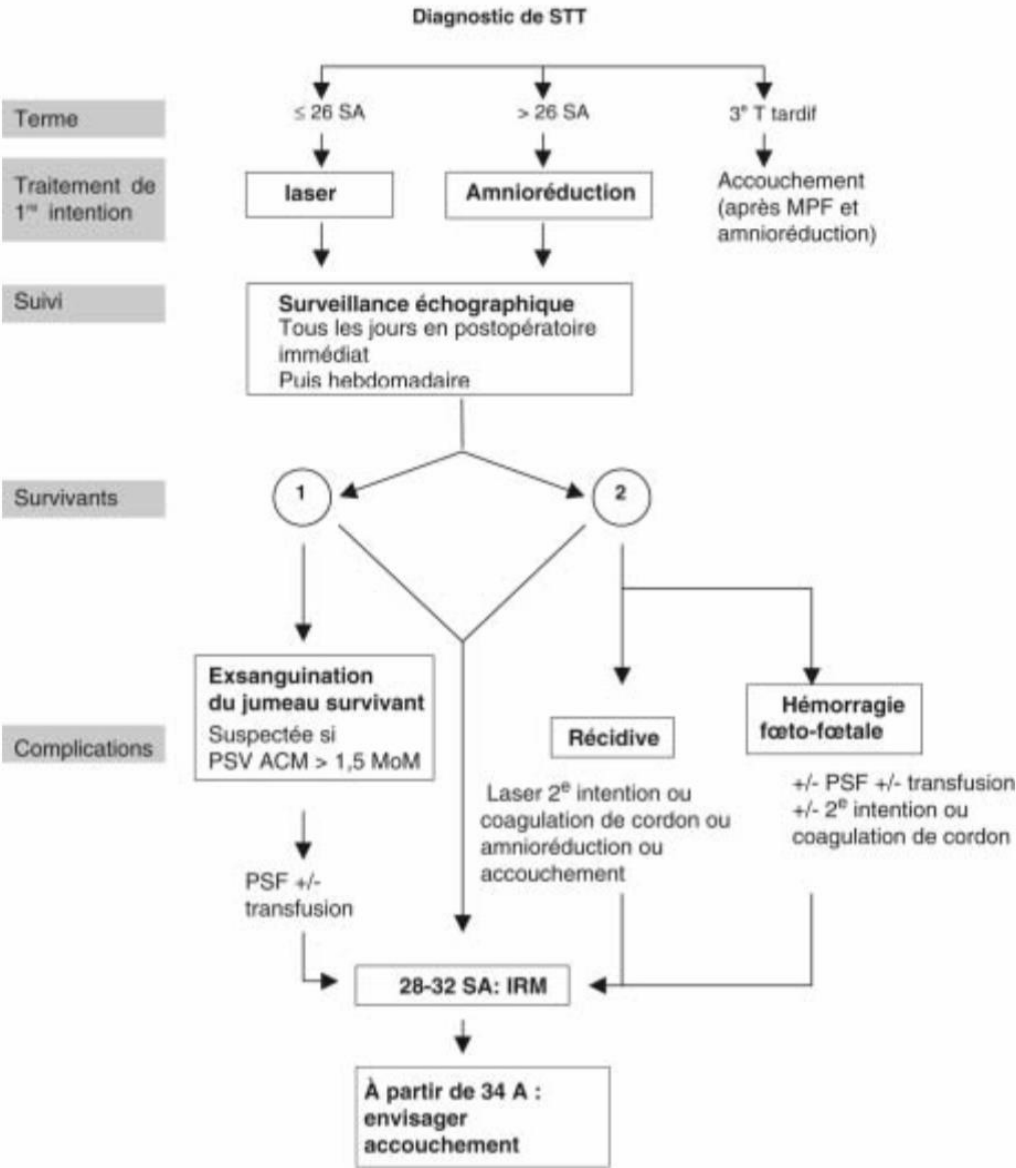 Diagnostic de STT
Terme
≤ 26 SA
> 26 SA
3e T tardif
Traitement de
1re intention
laser
Amnioréduction
Accouchement
(après MPF et
amnioréduction)
Suivi
Surveillance échographique
Tous les jours en postopératoire
immédiat
Puis hebdomadaire
Survivants
1
2
Complications
Exsanguination
du jumeau survivant
Suspectée si
PSV ACM > 1,5 MoM
Récidive
Hémorragie
fœto-fœtale
Laser 2e intention ou
coagulation de cordon ou
amnioréduction ou
accouchement
+/- PSF +/- transfusion
+/- 2e intention ou
coagulation de cordon
PSF +/-
transfusion
28-32 SA: IRM
À partir de 34 A :
envisager
accouchement